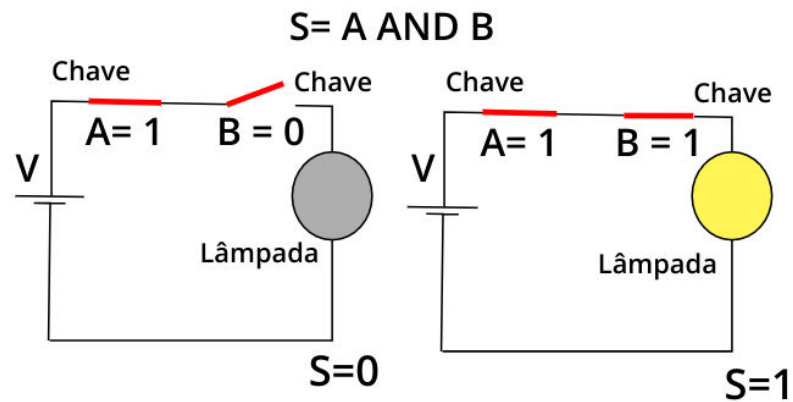 S= A AND B
Chave
Chave
A= 1
B = 0
V
Lâmpada
S=0
Chave
Chave
A= 1
B = 1
V
Lâmpada
S=1